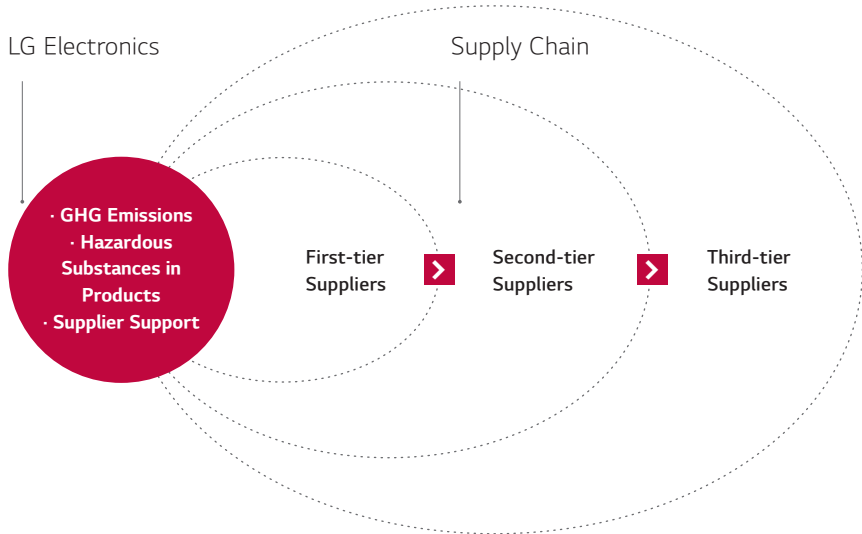 LG Electronics
Supply Chain
· GHG Emissions
· Hazardous
Substances in
Products
· Supplier Support
First-tier
Suppliers
Second-tier
Suppliers
Third-tier
Suppliers